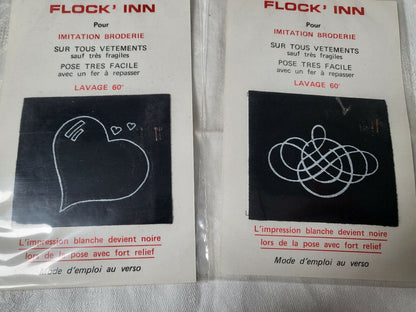 FLOCK' INN
Pour
IMITATION BRODERIE
SUR TOUS VETEMENTS
sauf très fragiles
POSE TRES FACILE
avec un fer à repasser
LAVAGE 60°
L'impression blanche devient noire
lors de la pose avec fort relief
Mode d'emploi au verso
FLOCK' INN
Pour
IMITATION BRODERIE
SUR TOUS VETEMENTS
sauf très fragiles
POSE TRES FACILE
avec un fer à repasser
LAVAGE 60°
L'impression blanche devient noire
lors de la pose avec fort relief
Mode d'emploi au verso